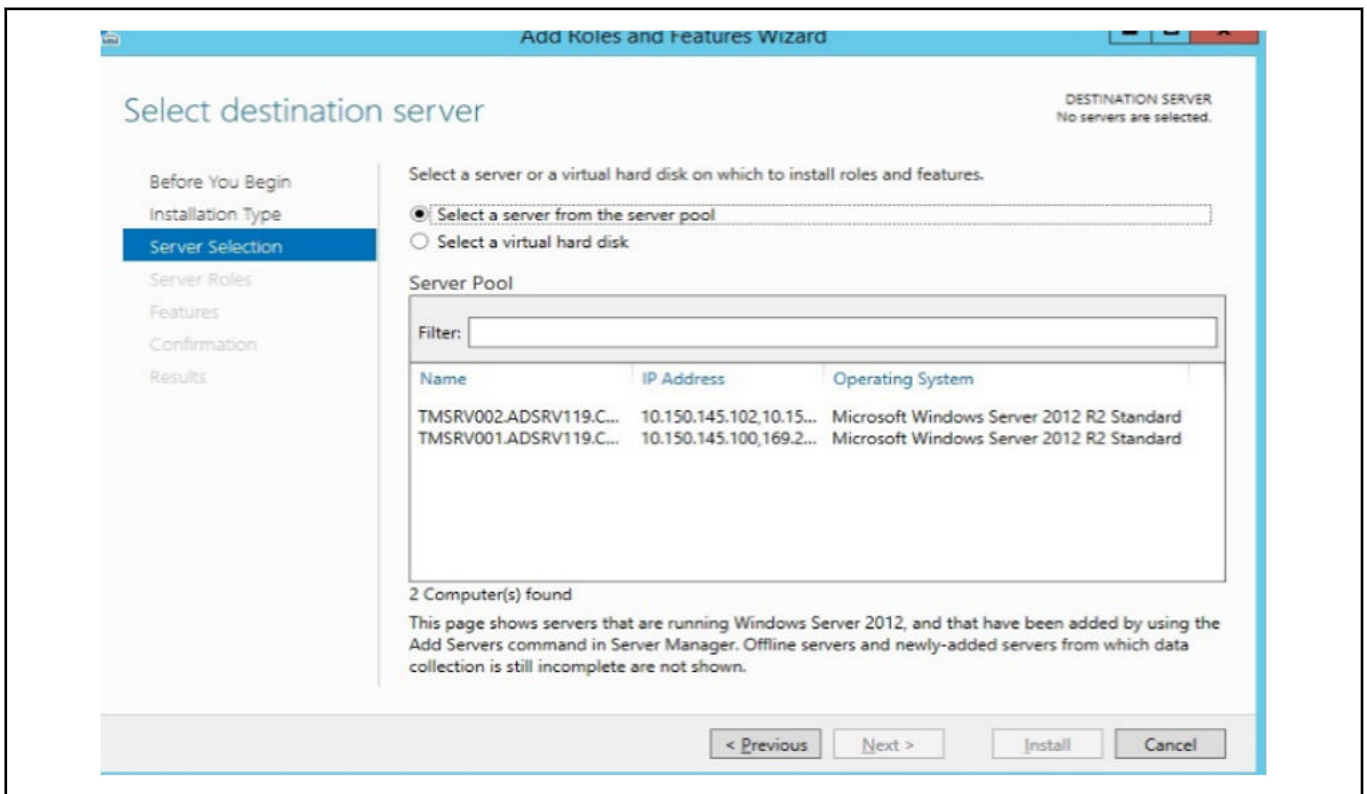 Add Roles and Features Wizard
Select destination server
DESTINATION SERVER
No servers are selected.
Before You Begin
Installation Type
Server Selection
Server Roles
Features
Confirmation
Results
Select a server or a virtual hard disk on which to install roles and features.
Select a server from the server pool
Select a virtual hard disk
Server Pool
Filter:
Name IP Address Operating System
TMSRV002.ADSRV119.C... 10.150.145.102,10.15... Microsoft Windows Server 2012 R2 Standard
TMSRV001.ADSRV119.C... 10.150.145.100,169.2... Microsoft Windows Server 2012 R2 Standard
2 Computer(s) found
This page shows servers that are running Windows Server 2012, and that have been added by using the
Add Servers command in Server Manager. Offline servers and newly-added servers from which data
collection is still incomplete are not shown.
< Previous Next > Install Cancel